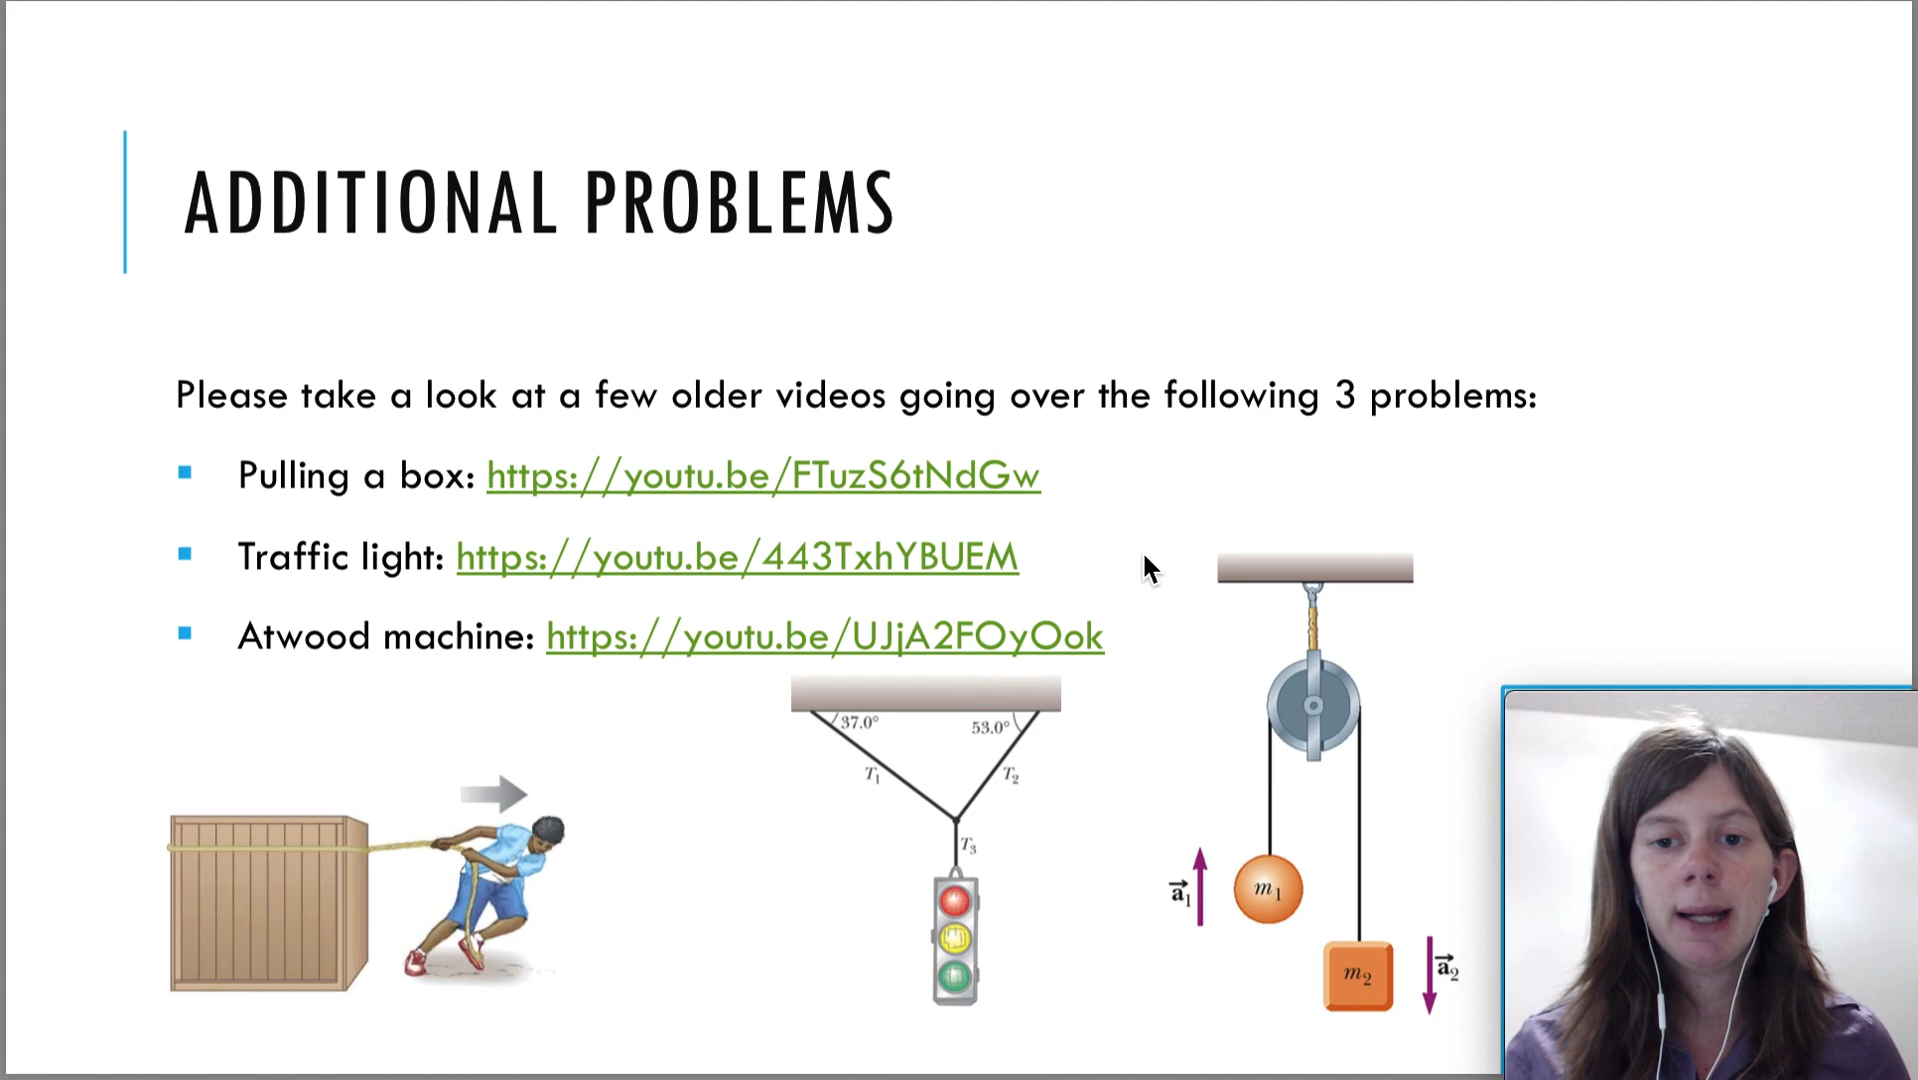 ADDITIONAL PROBLEMS
Please take a look at a few older videos going over the following 3 problems:
Pulling a box: https://youtu.be/FTuzS6tNdGw
Traffic light: https://youtu.be/443TxhYBUEM
Atwood machine: https://youtu.be/UJjA2FOyOok
37.0° 53.0°
T₁ T₂
T₃
a⃗₁ m₁
m₂ a⃗₂